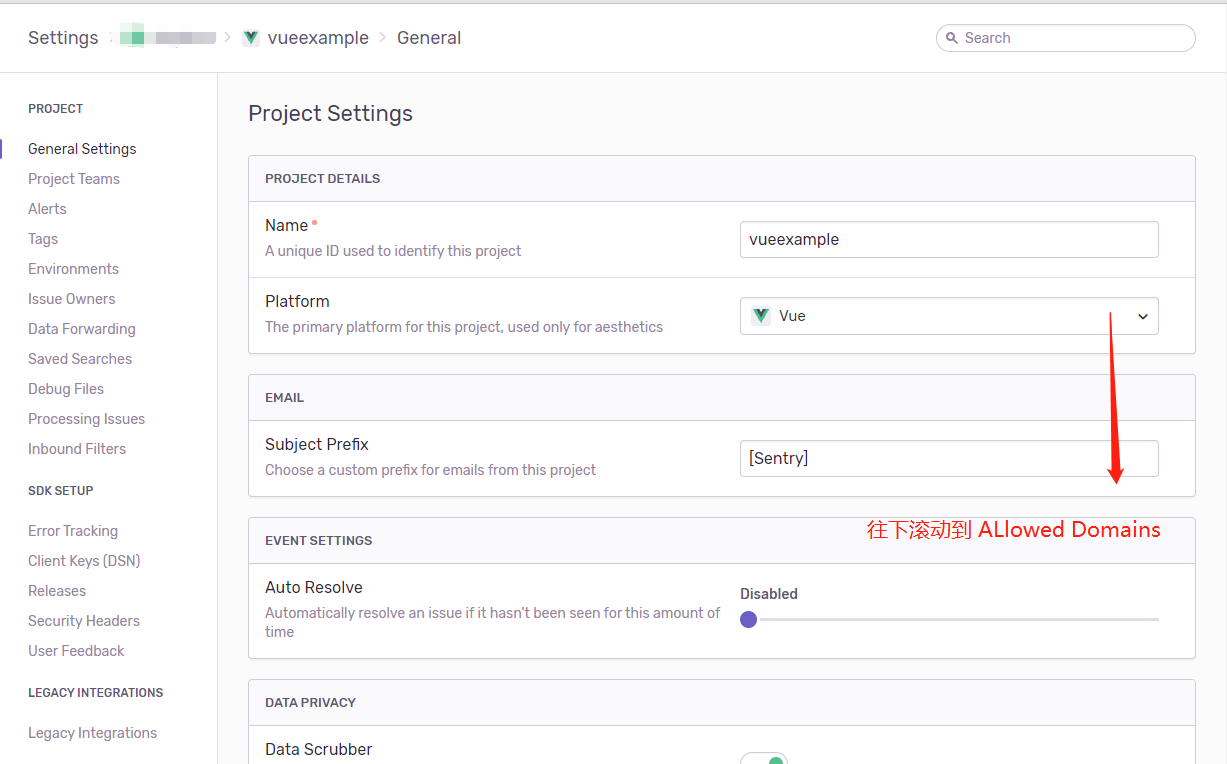 Settings
vueexample
General
Search
PROJECT
General Settings
Project Teams
Alerts
Tags
Environments
Issue Owners
Data Forwarding
Saved Searches
Debug Files
Processing Issues
Inbound Filters
SDK SETUP
Error Tracking
Client Keys (DSN)
Releases
Security Headers
User Feedback
LEGACY INTEGRATIONS
Legacy Integrations
Project Settings
PROJECT DETAILS
Name
A unique ID used to identify this project
vueexample
Platform
The primary platform for this project, used only for aesthetics
Vue
EMAIL
Subject Prefix
Choose a custom prefix for emails from this project
[Sentry]
往下滚动到 ALlowed Domains
EVENT SETTINGS
Auto Resolve
Automatically resolve an issue if it hasn't been seen for this amount of
time
Disabled
DATA PRIVACY
Data Scrubber